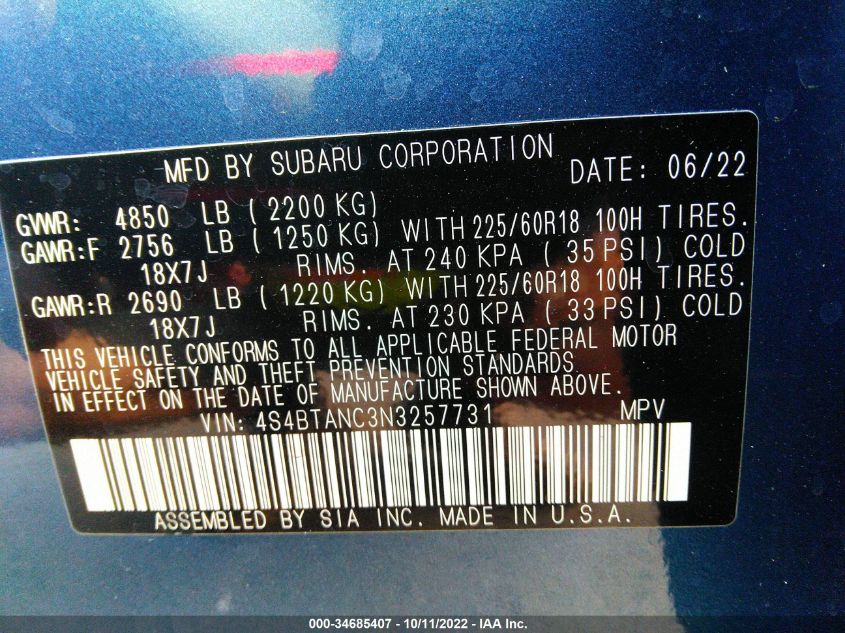 MFD BY SUBARU CORPORATION DATE: 06/22
GVWR: 4850 LB (2200 KG)
GAWR:F 2756 LB (1250 KG) WITH 225/60R18 100H TIRES.
18X7J RIMS. AT 240 KPA (35 PSI) COLD
GAWR:R 2690 LB (1220 KG) WITH 225/60R18 100H TIRES.
18X7J RIMS. AT 230 KPA (33 PSI) COLD
THIS VEHICLE CONFORMS TO ALL APPLICABLE FEDERAL MOTOR
VEHICLE SAFETY AND THEFT PREVENTION STANDARDS
IN EFFECT ON THE DATE OF MANUFACTURE SHOWN ABOVE.
VIN: 4S4BTANC3N3257731 MPV
ASSEMBLED BY SIA INC. MADE IN U.S.A.
000-34685407 - 10/11/2022 - IAA Inc.